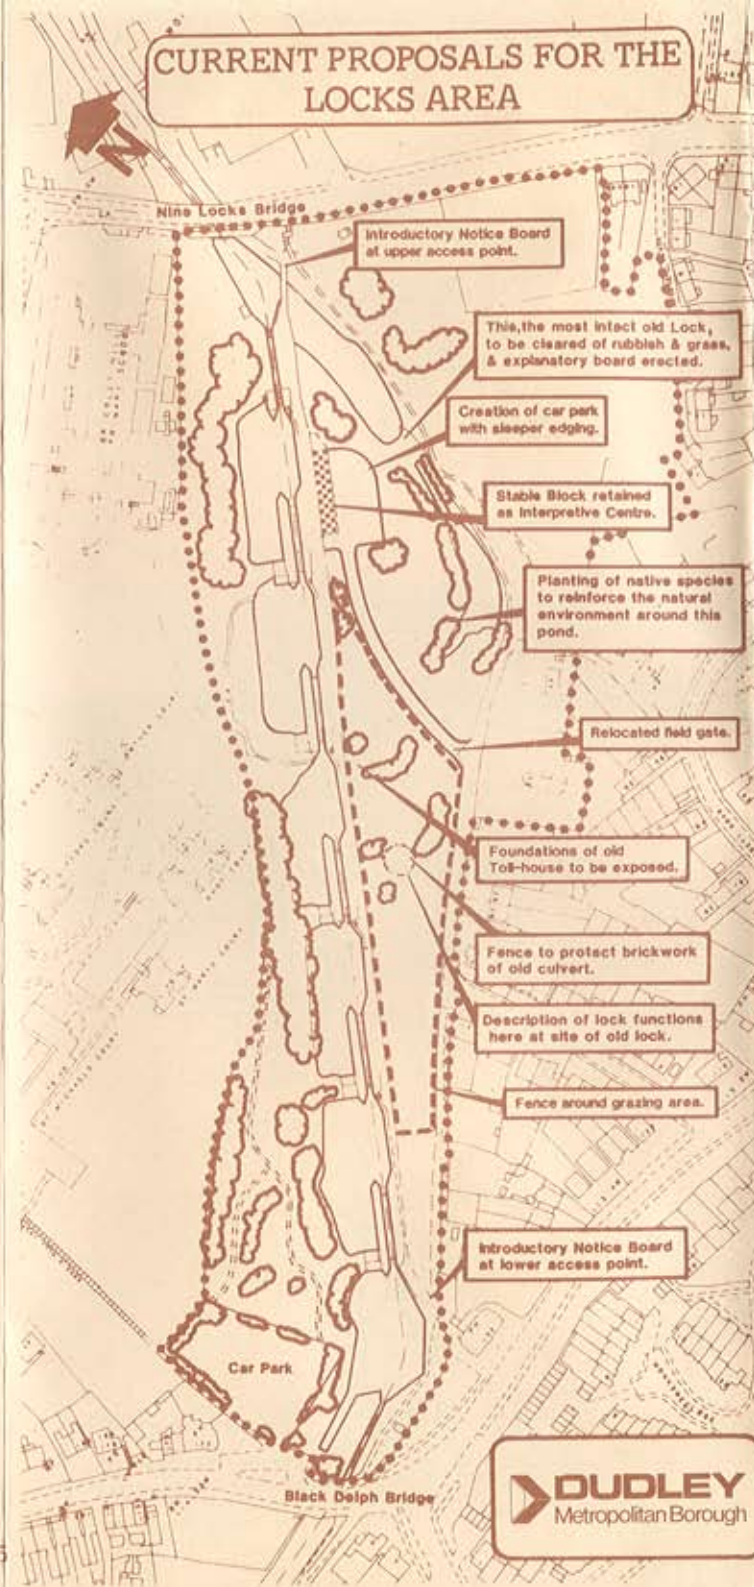 CURRENT PROPOSALS FOR THE
LOCKS AREA
N
Nine Locks Bridge
Introductory Notice Board
at upper access point.
This,the most intact old Lock,
to be cleared of rubbish & grass,
& explanatory board erected.
Creation of car park
with sleeper edging.
Stable Block retained
as Interpretive Centre.
Planting of native species
to reinforce the natural
environment around this
pond.
Relocated field gate.
Foundations of old
Toll-house to be exposed.
Fence to protect brickwork
of old culvert.
Description of lock functions
here at site of old lock.
Fence around grazing area.
Introductory Notice Board
at lower access point.
Car Park
Black Delph Bridge
DUDLEY
Metropolitan Borough